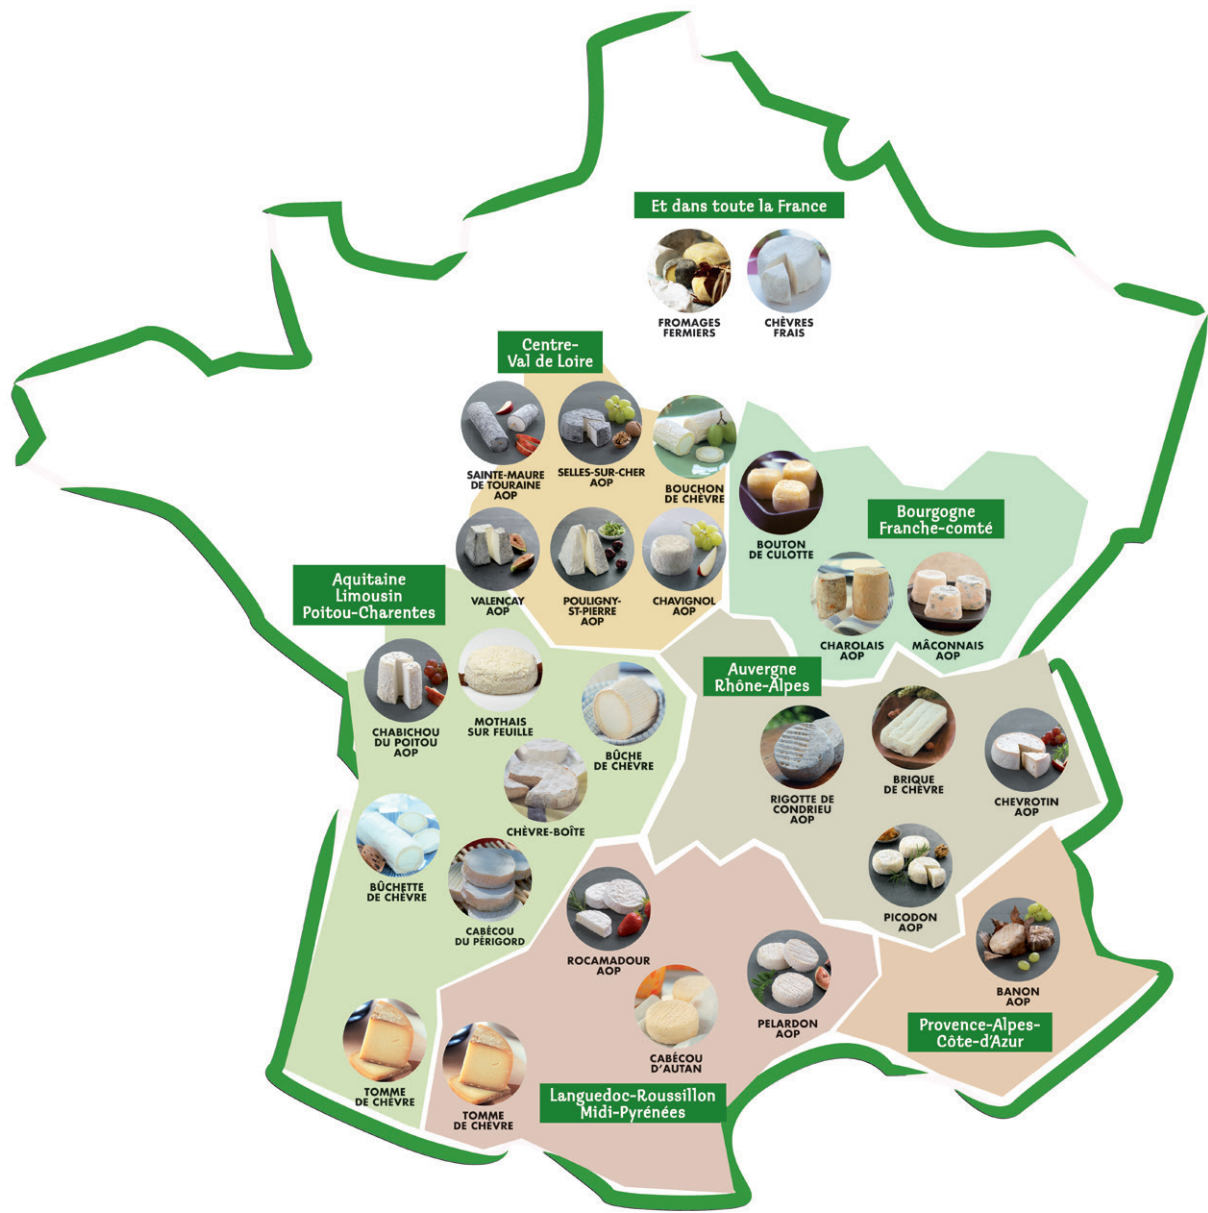 Et dans toute la France
FROMAGES
FERMIERS
CHÈVRES
FRAIS
Centre-
Val de Loire
SAINTE-MAURE
DE TOURAINE
AOP
SELLES-SUR-CHER
AOP
BOUCHON
DE CHÈVRE
VALENÇAY
AOP
POULIGNY-
ST-PIERRE
AOP
CHAVIGNOL
AOP
Bourgogne
Franche-comté
BOUTON
DE CULOTTE
CHAROLAIS
AOP
MÂCONNAIS
AOP
Aquitaine
Limousin
Poitou-Charentes
CHABICHOU
DU POITOU
AOP
MOTHAIS
SUR FEUILLE
BÛCHE
DE CHÈVRE
CHÈVRE-BOÎTE
BÛCHETTE
DE CHÈVRE
CABÉCOU
DU PÉRIGORD
TOMME
DE CHÈVRE
Auvergne
Rhône-Alpes
RIGOTTE DE
CONDRIEU
AOP
BRIQUE
DE CHÈVRE
CHEVROTIN
AOP
PICODON
AOP
ROCAMADOUR
AOP
CABÉCOU
D'AUTAN
PELARDON
AOP
TOMME
DE CHÈVRE
Languedoc-Roussillon
Midi-Pyrénées
BANON
AOP
Provence-Alpes-
Côte-d'Azur